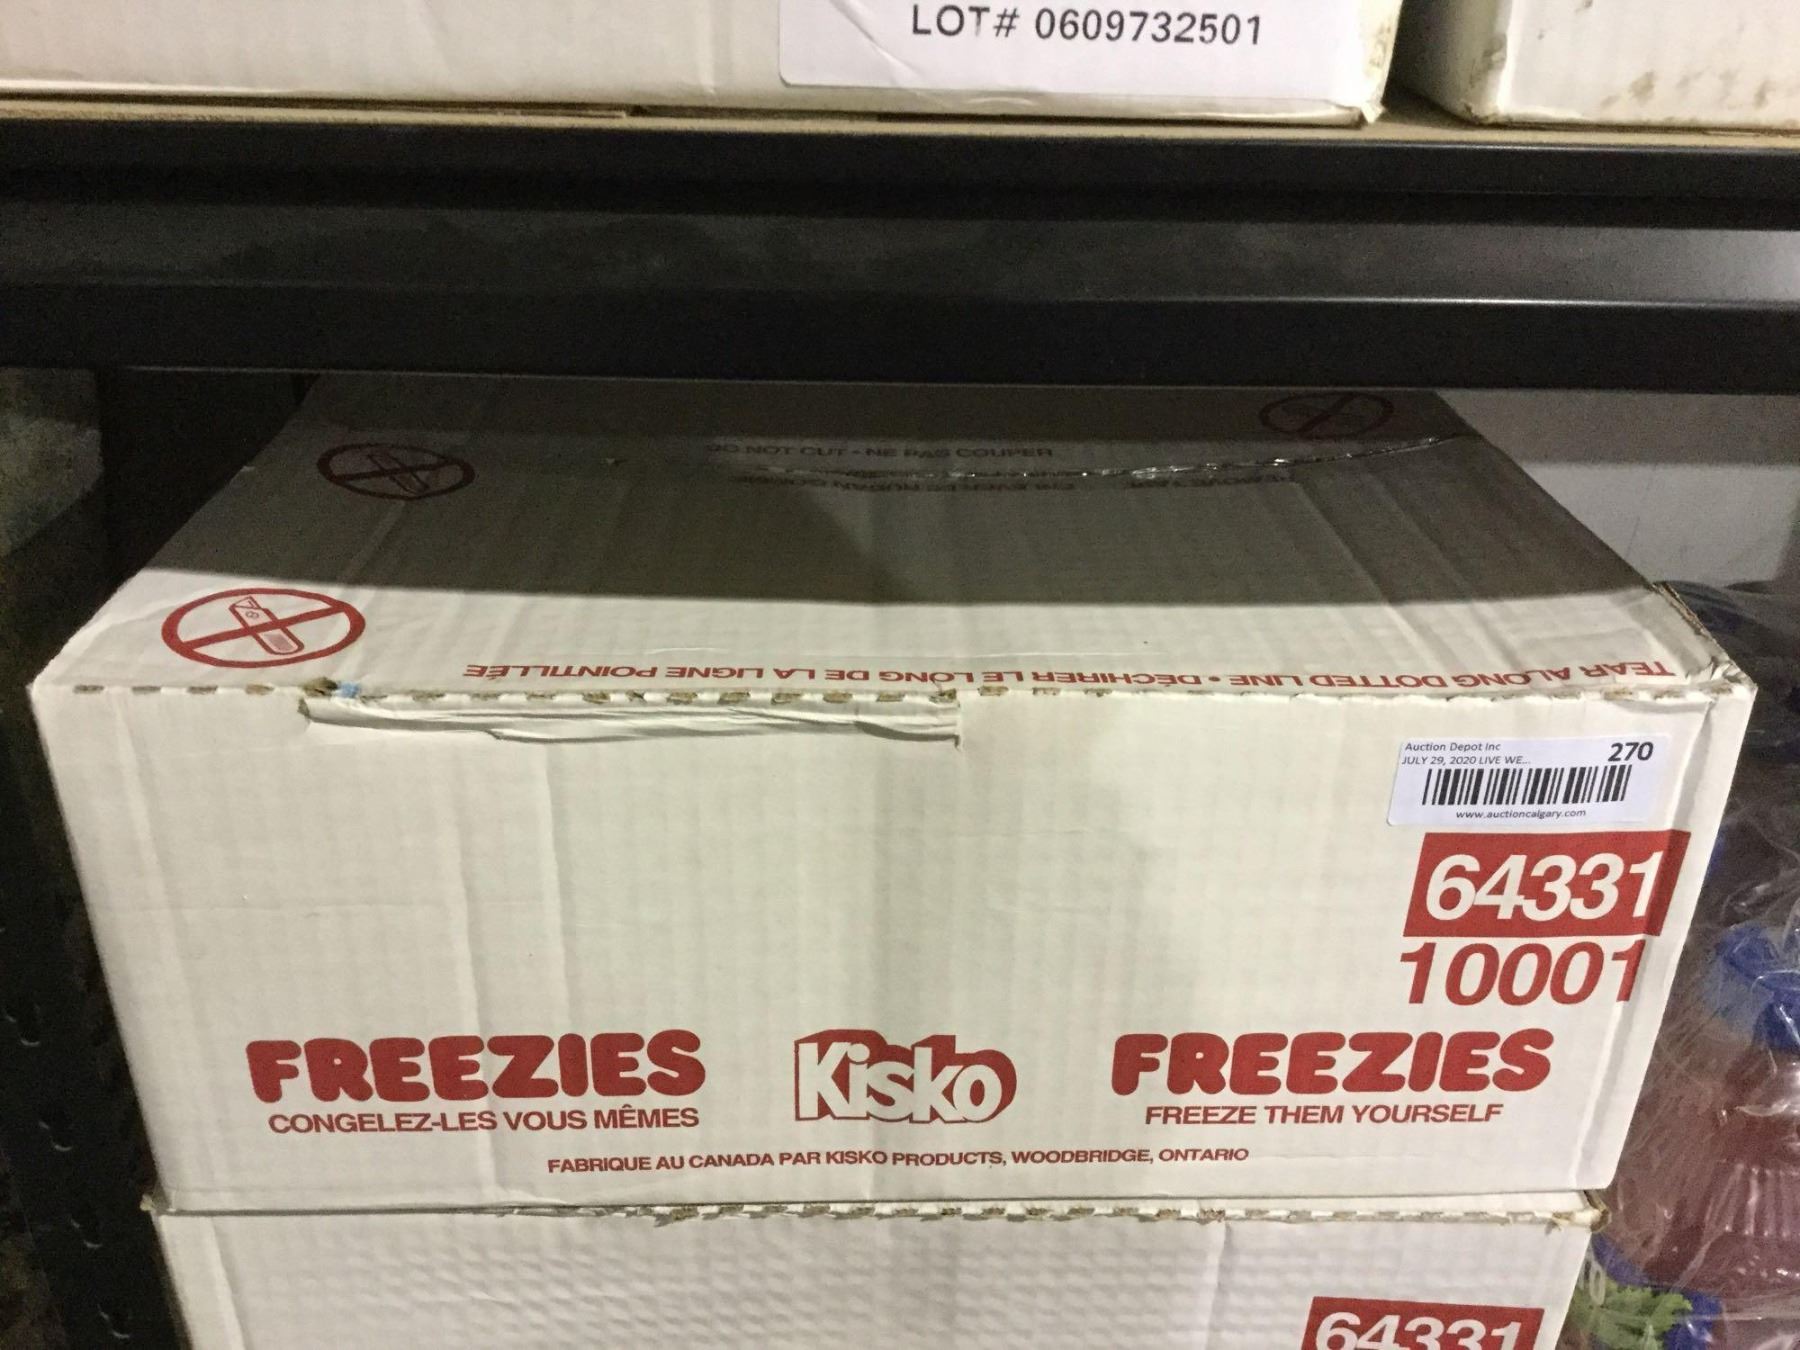 LOT# 0609732501
DO NOT CUT • NE PAS COUPER
TEAR ALONG DOTTED LINE • DÉCHIRER LE LONG DE LA LIGNE POINTILLÉE
Auction Depot Inc 270
JULY 29, 2020 LIVE WE...
www.auctioncalgary.com
64331
10001
FREEZIES Kisko FREEZIES
CONGELEZ-LES VOUS MÊMES FREEZE THEM YOURSELF
FABRIQUE AU CANADA PAR KISKO PRODUCTS, WOODBRIDGE, ONTARIO
64331